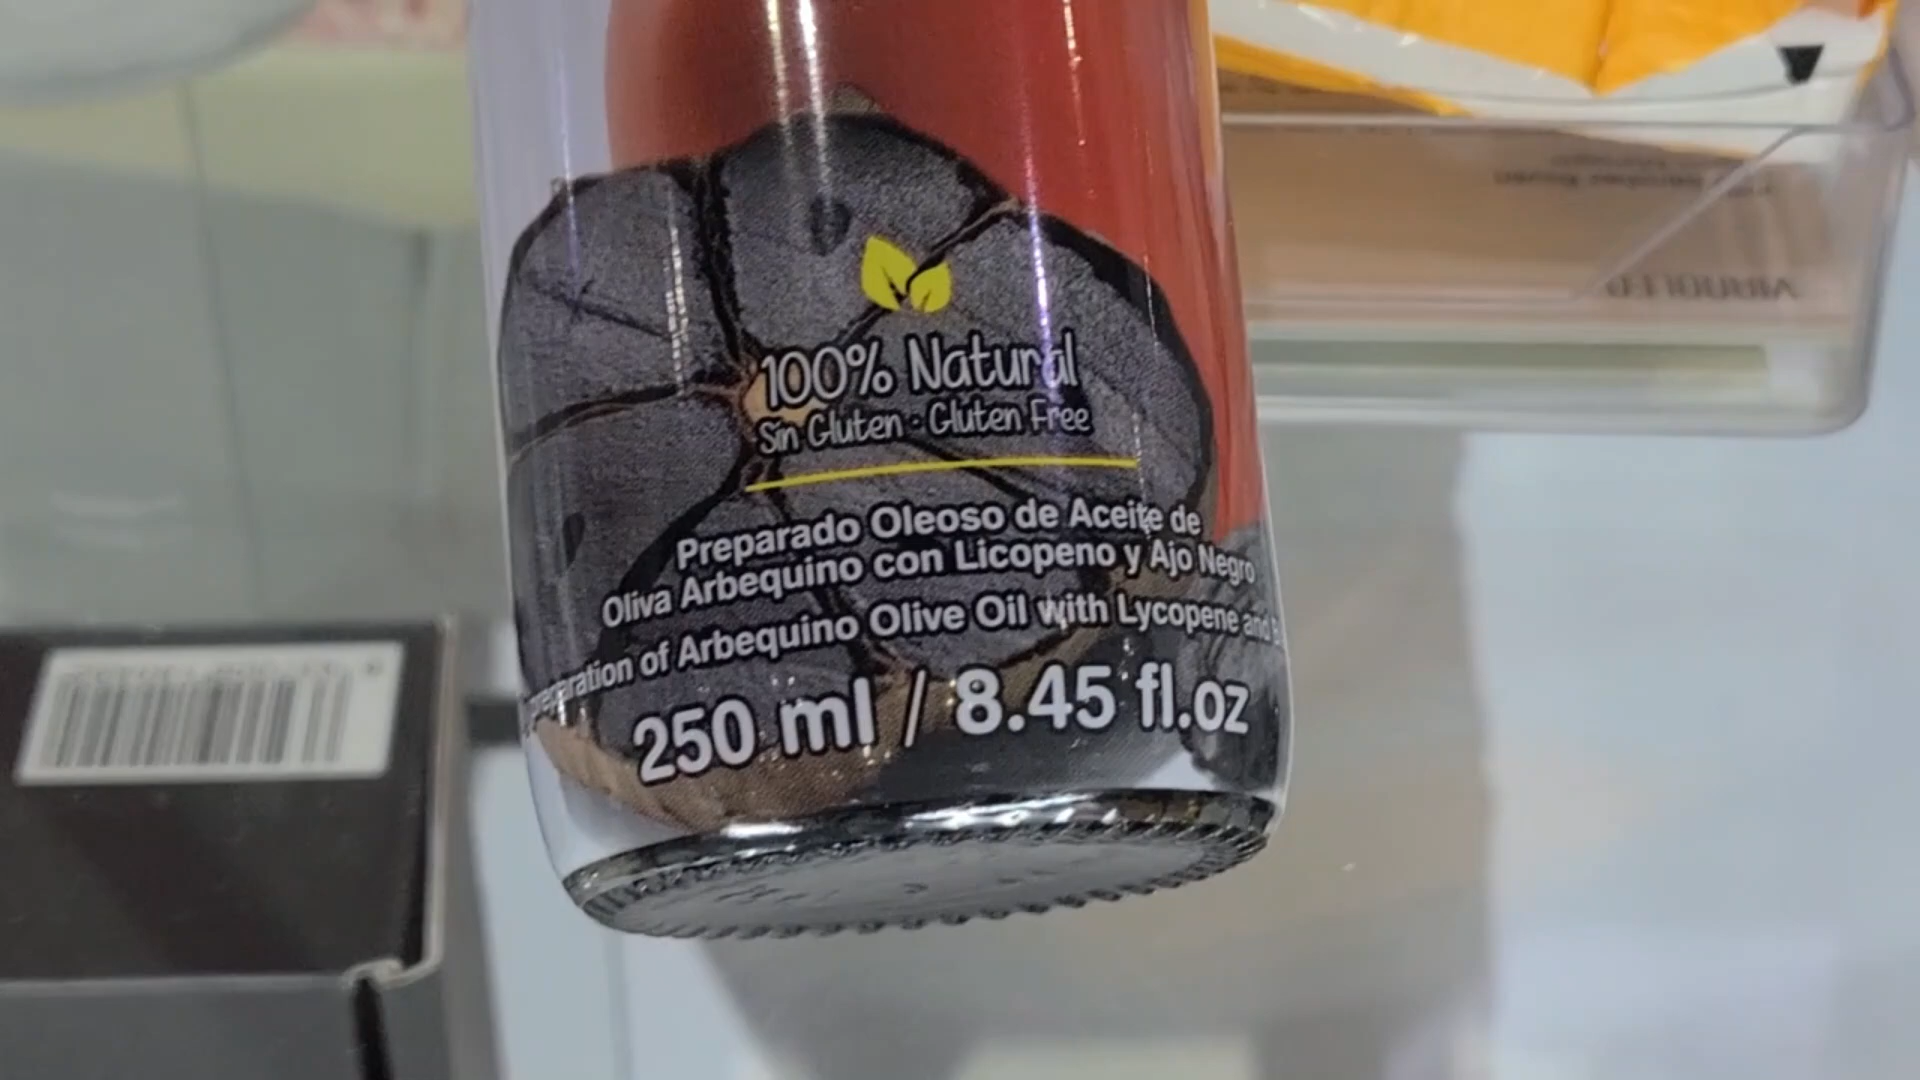 100% Natural
Sin Gluten · Gluten Free
Preparado Oleoso de Aceite de
Oliva Arbequino con Licopeno y Ajo Negro
of Arbequino Olive Oil with Lycopene and
250 ml / 8.45 fl.oz